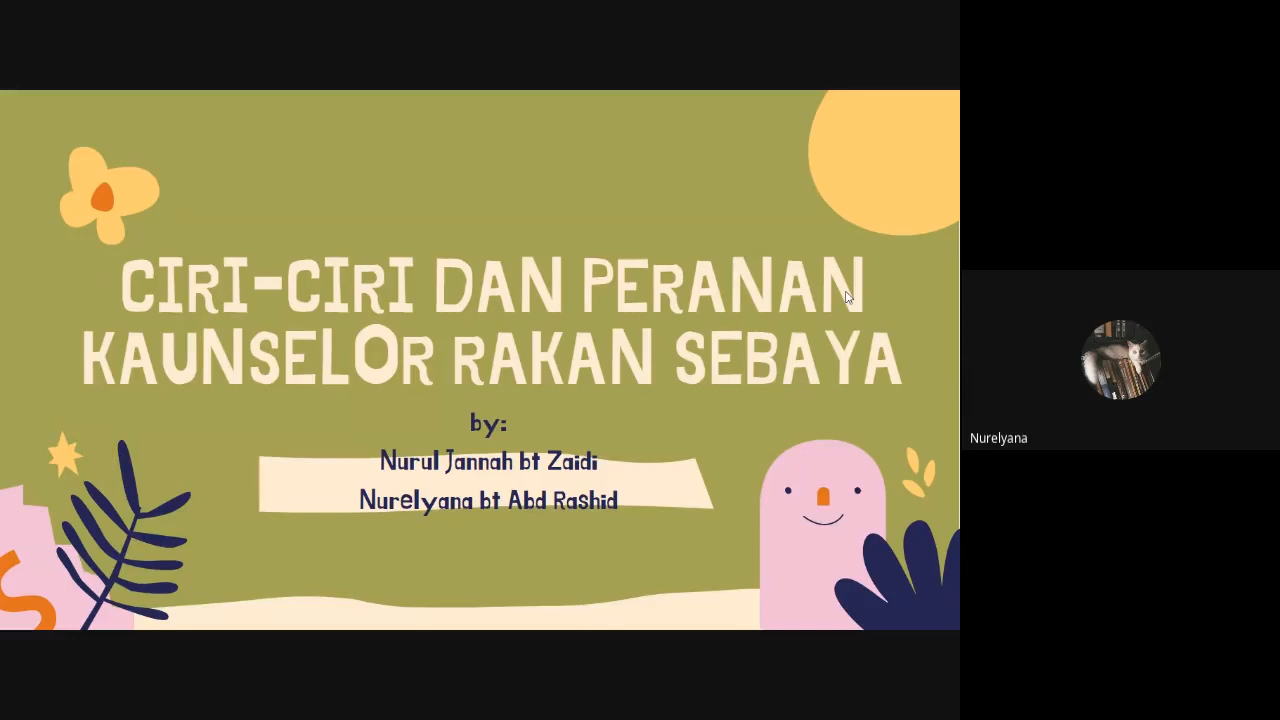 CIRI-CIRI DAN PERANAN
KAUNSELOR RAKAN SEBAYA
by:
Nurul Jannah bt Zaidi
Nurelyana bt Abd Rashid
Nurelyana